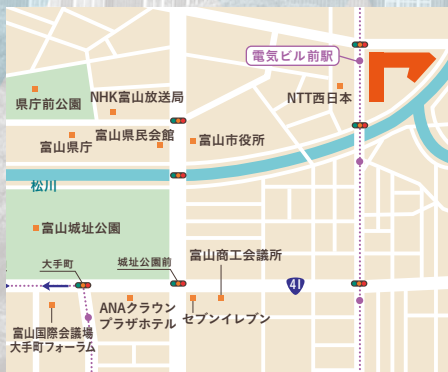 電気ビル前駅
県庁前公園
NHK富山放送局
NTT西日本
富山県庁
富山県民会館
富山市役所
松川
富山城址公園
大手町
城址公園前
富山商工会議所
41
富山国際会議場
大手町フォーラム
ANAクラウン
プラザホテル
セブンイレブン